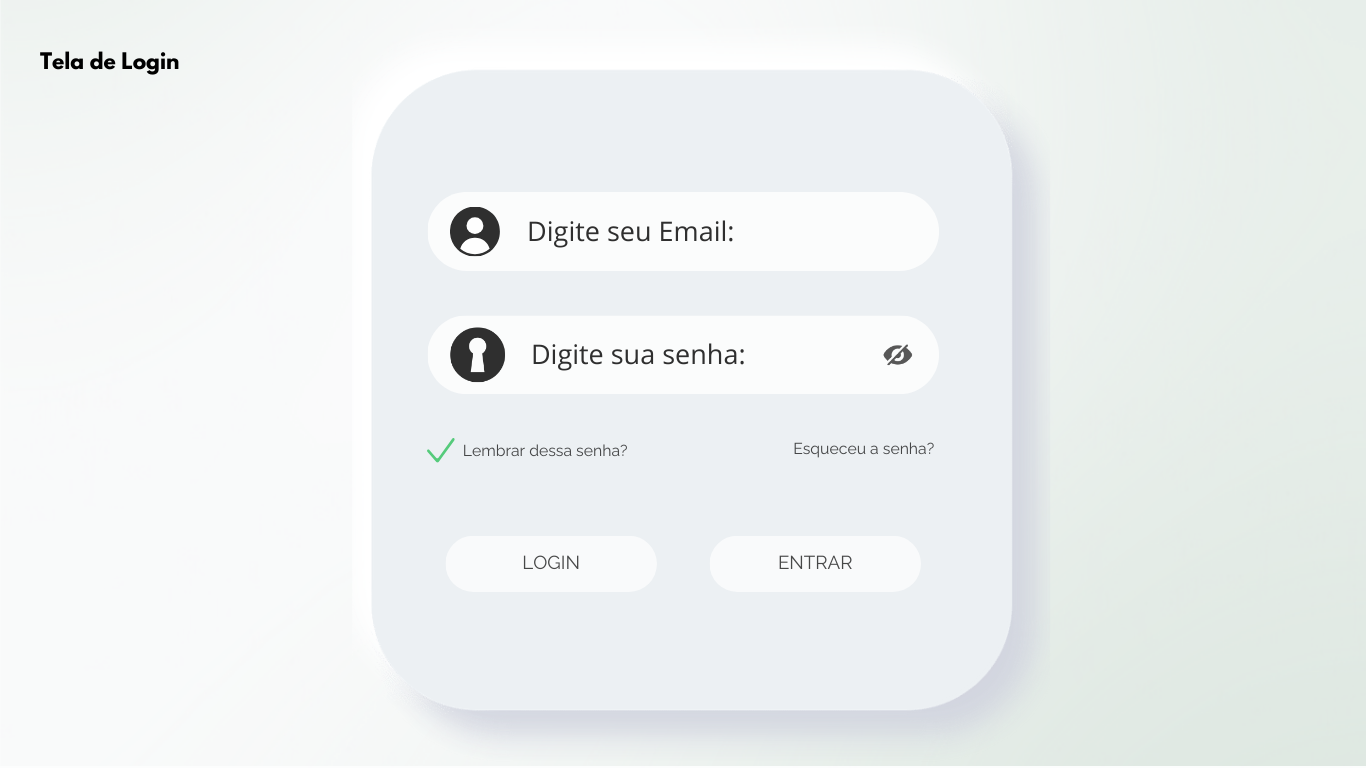 Tela de Login
Digite seu Email:
Digite sua senha:
Lembrar dessa senha?
Esqueceu a senha?
LOGIN
ENTRAR